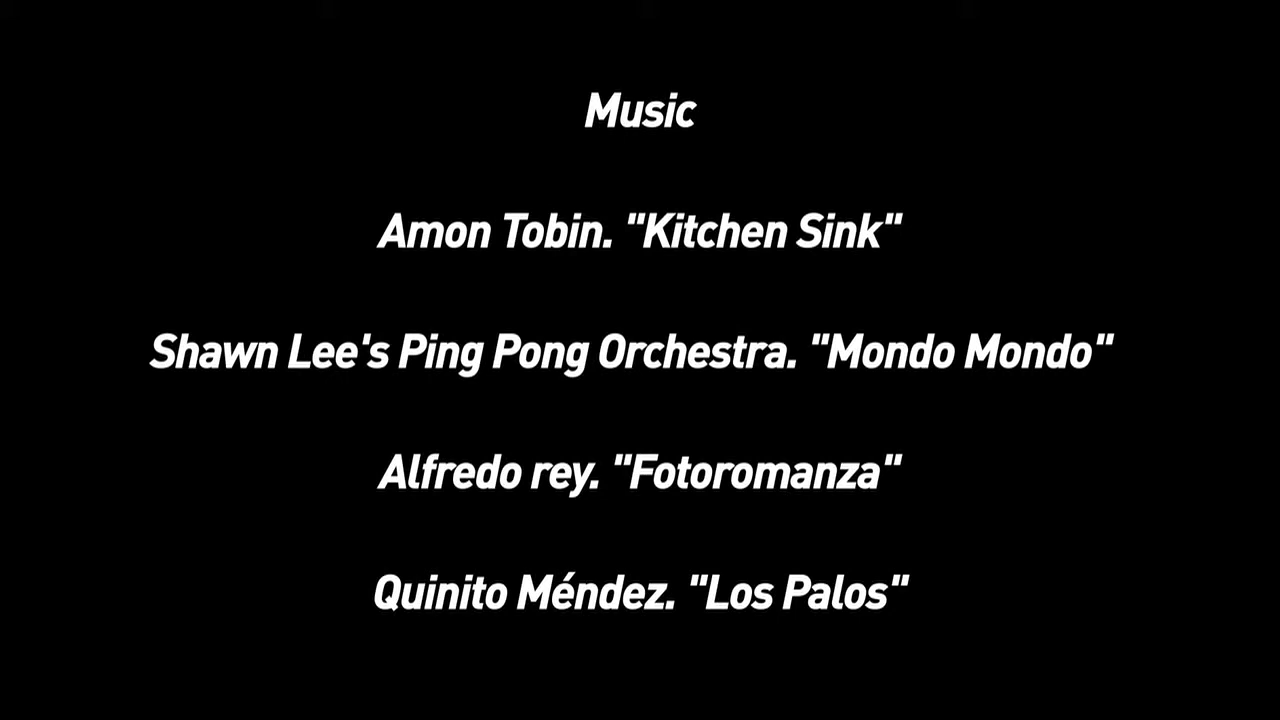 Music
Amon Tobin. "Kitchen Sink"
Shawn Lee's Ping Pong Orchestra. "Mondo Mondo"
Alfredo rey. "Fotoromanza"
Quinito Méndez. "Los Palos"